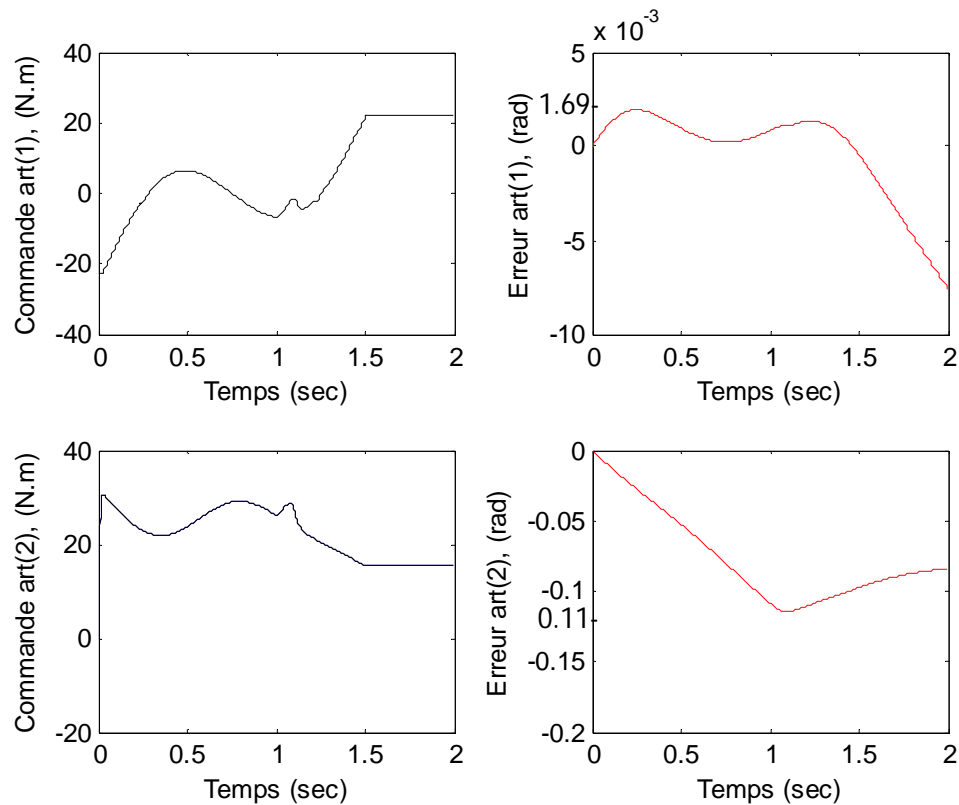 Commande art(1), (N.m)
40
20
0
-20
-40
0 0.5 1 1.5 2
Temps (sec)
x 10-3
Erreur art(1), (rad)
5
1.69
0
-5
-10
0 0.5 1 1.5 2
Temps (sec)
Commande art(2), (N.m)
40
20
0
-20
0 0.5 1 1.5 2
Temps (sec)
Erreur art(2), (rad)
0
-0.05
-0.1
0.11
-0.15
-0.2
0 0.5 1 1.5 2
Temps (sec)